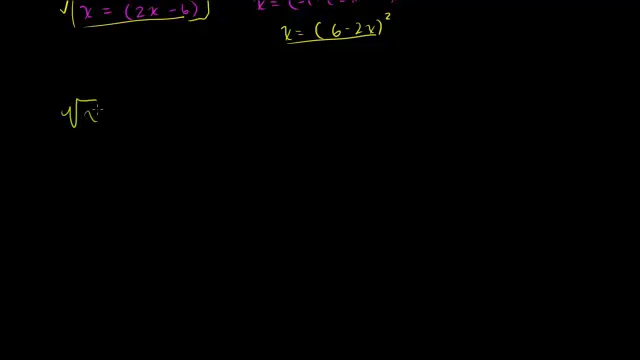 √(x = (2x - 6))
x = (6 - 2x)²
√x